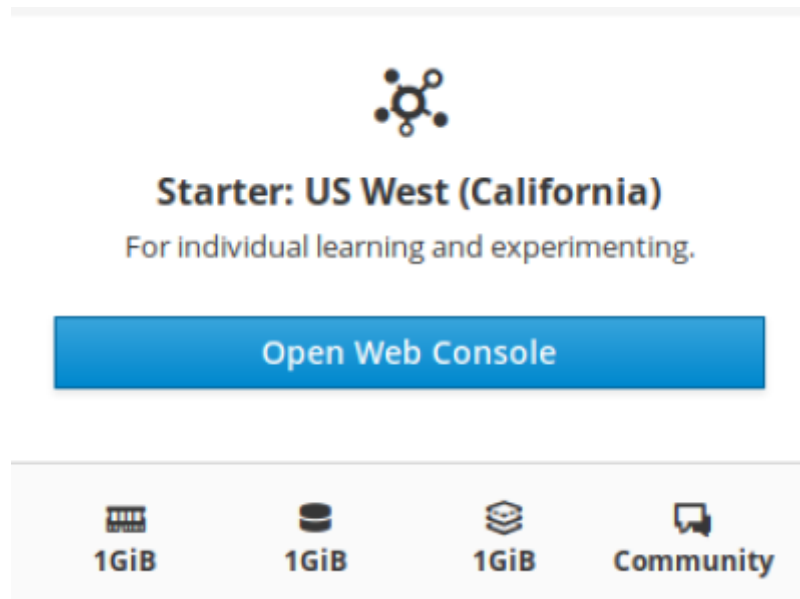 Starter: US West (California)
For individual learning and experimenting.
Open Web Console
1GiB 1GiB 1GiB Community